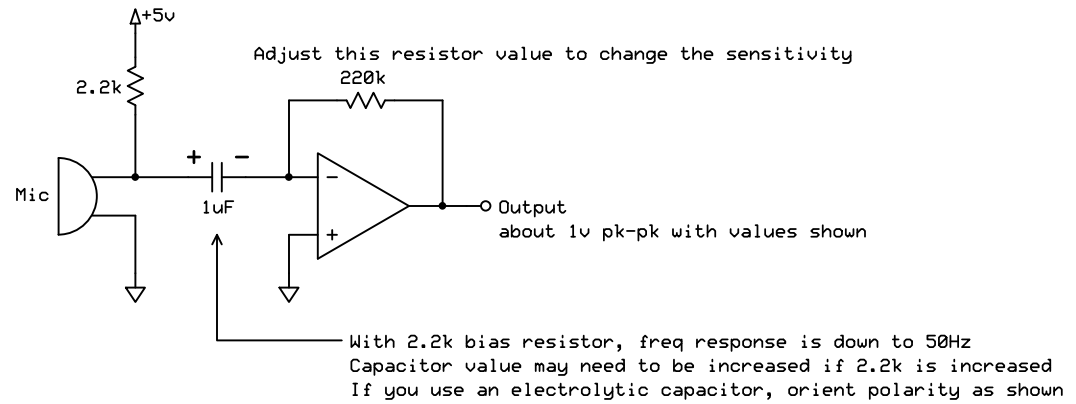 +5v
Adjust this resistor value to change the sensitivity
220k
2.2k
+ −
Mic
1uF
−
+
Output
about 1v pk-pk with values shown
With 2.2k bias resistor, freq response is down to 50Hz
Capacitor value may need to be increased if 2.2k is increased
If you use an electrolytic capacitor, orient polarity as shown